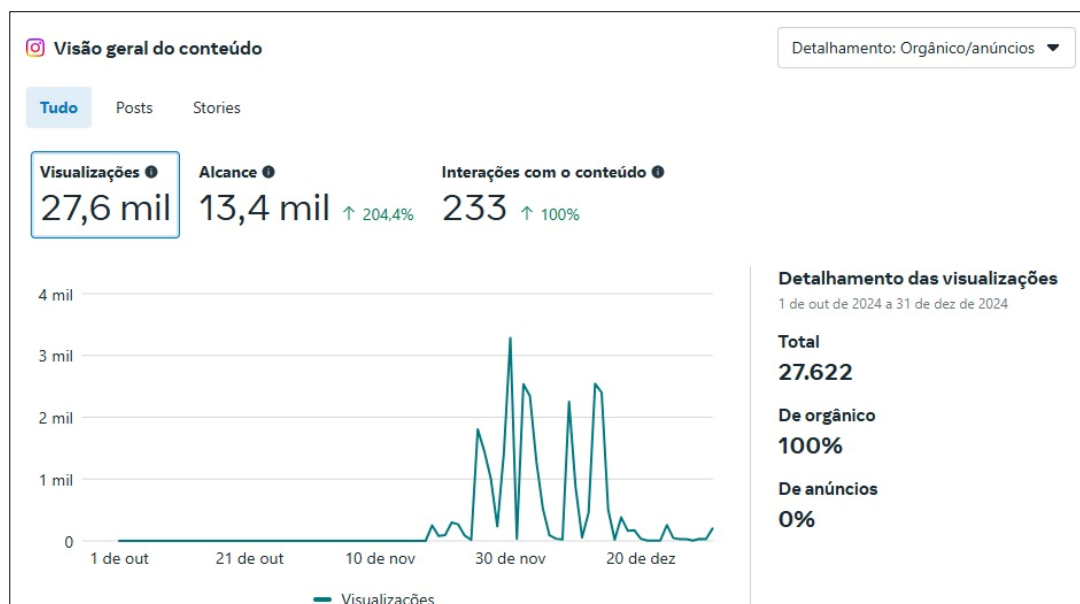 Visão geral do conteúdo
Detalhamento: Orgânico/anúncios
Tudo Posts Stories
Visualizações Alcance Interações com o conteúdo
27,6 mil 13,4 mil ↑ 204,4% 233 ↑ 100%
Detalhamento das visualizações
1 de out de 2024 a 31 de dez de 2024
Total
27.622
De orgânico
100%
De anúncios
0%
4 mil
3 mil
2 mil
1 mil
0
1 de out 21 de out 10 de nov 30 de nov 20 de dez
Visualizações